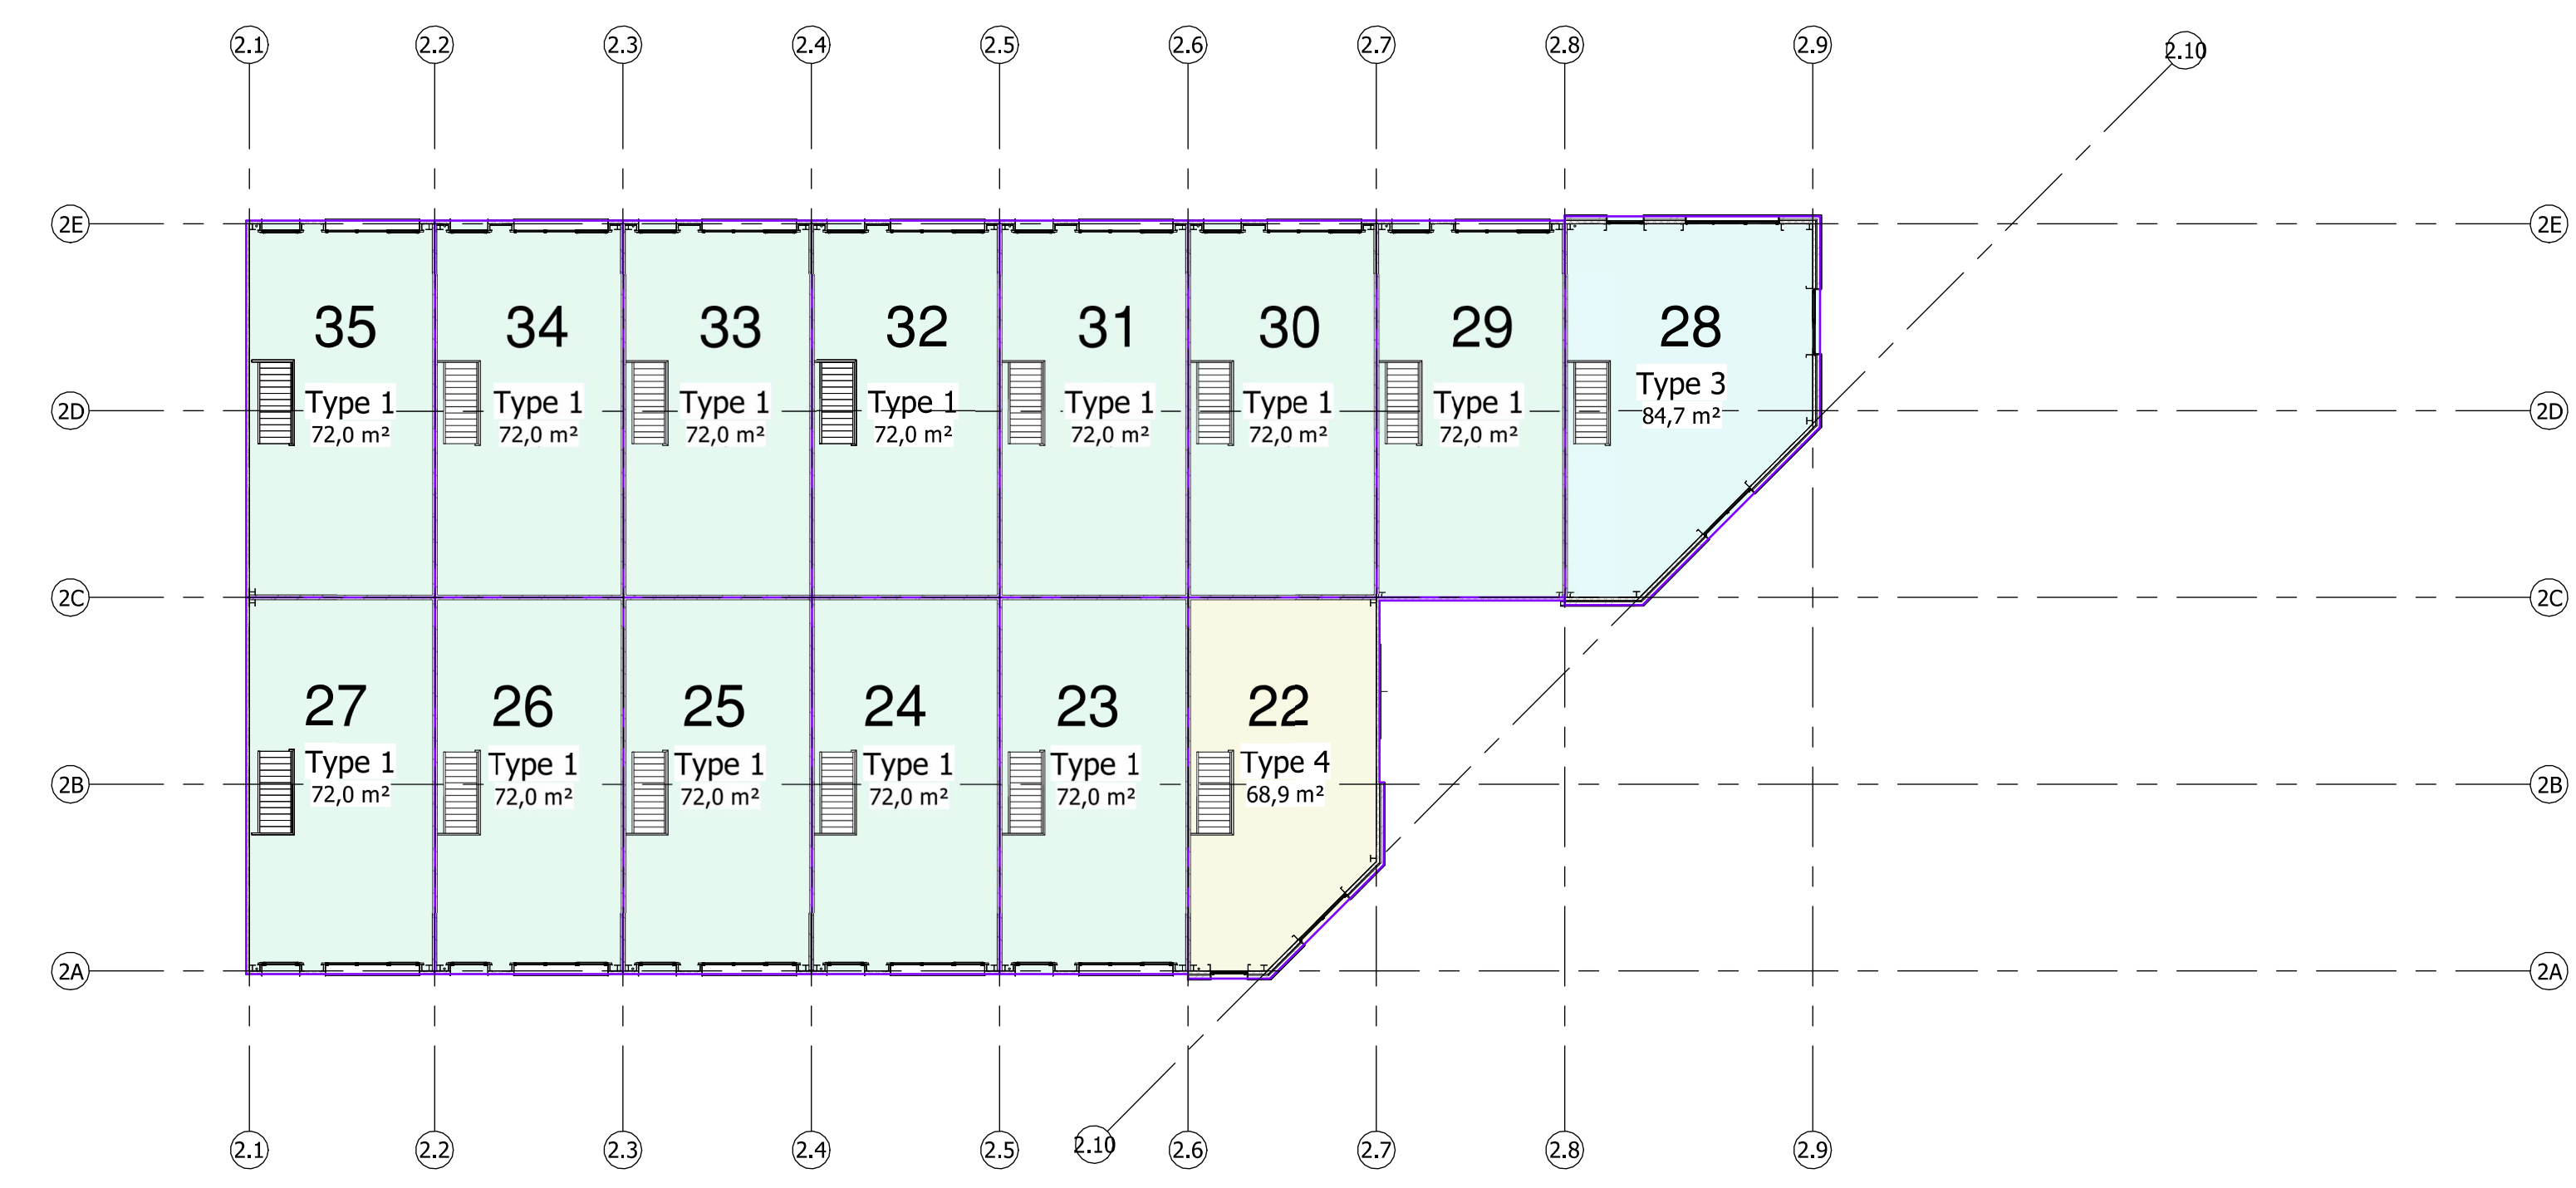 2.1 2.2 2.3 2.4 2.5 2.6 2.7 2.8 2.9 2.10
2E 2E
35 34 33 32 31 30 29 28
Type 1 Type 1 Type 1 Type 1 Type 1 Type 1 Type 1 Type 3
2D 72,0 m² 72,0 m² 72,0 m² 72,0 m² 72,0 m² 72,0 m² 72,0 m² 84,7 m² 2D
2C 2C
27 26 25 24 23 22
Type 1 Type 1 Type 1 Type 1 Type 1 Type 4
2B 72,0 m² 72,0 m² 72,0 m² 72,0 m² 72,0 m² 68,9 m² 2B
2A 2A
2.1 2.2 2.3 2.4 2.5 2.10 2.6 2.7 2.8 2.9